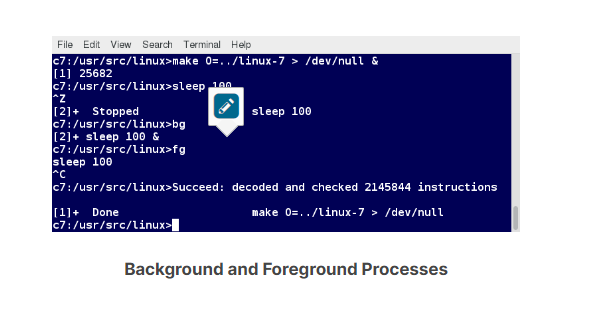 File Edit View Search Terminal Help
c7:/usr/src/linux>make O=../linux-7 > /dev/null &
[1] 25682
c7:/usr/src/linux>sleep 100
^Z
[2]+  Stopped                 sleep 100
c7:/usr/src/linux>bg
[2]+ sleep 100 &
c7:/usr/src/linux>fg
sleep 100
^C
c7:/usr/src/linux>Succeed: decoded and checked 2145844 instructions
[1]+  Done                    make O=../linux-7 > /dev/null
c7:/usr/src/linux>
Background and Foreground Processes